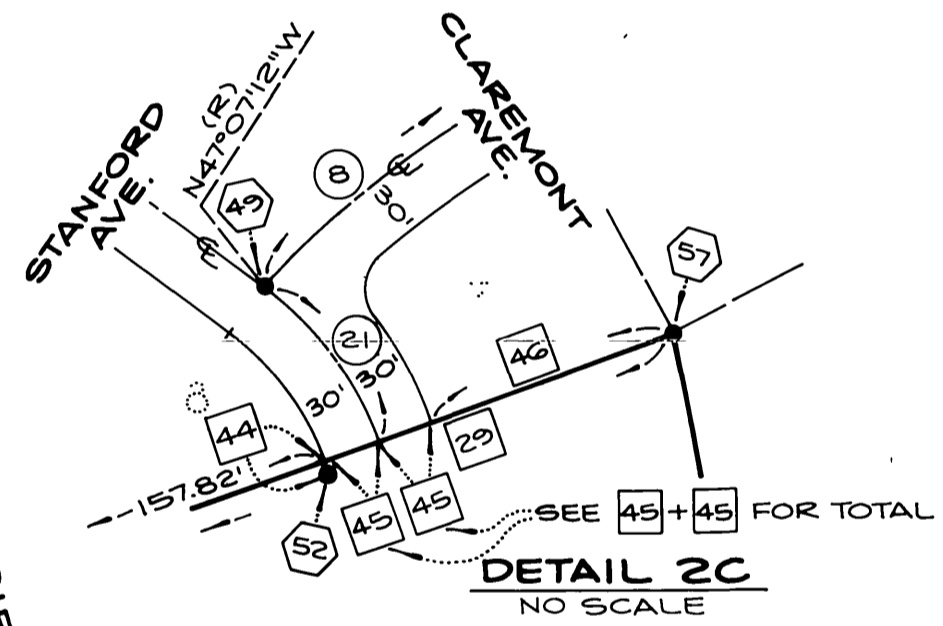 STANFORD
AVE.
℄
N47°07'12"W
(R)
49
8
℄
30'
CLAREMONT
AVE.
57
21
30'
30'
46
29
44
157.82'
52
45
45
SEE 45 + 45 FOR TOTAL
DETAIL 2C
NO SCALE